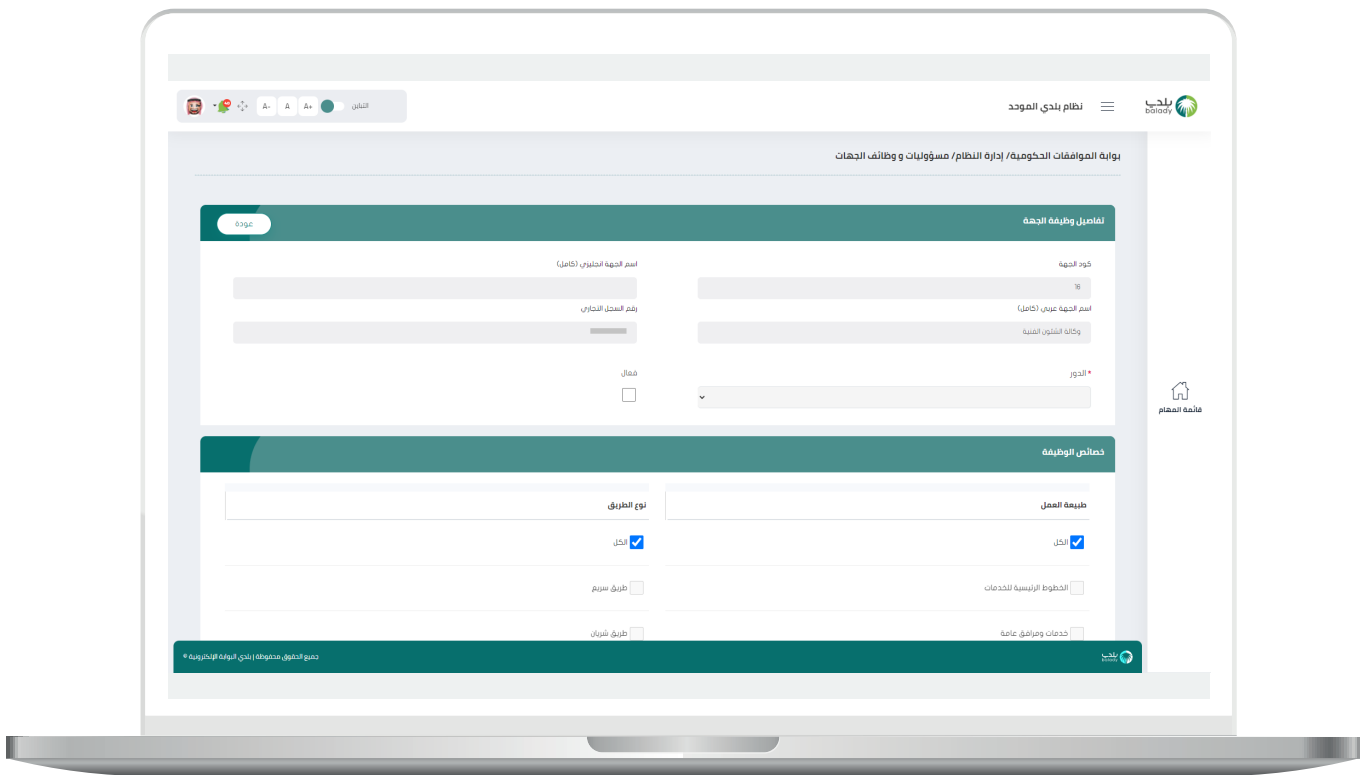 بلدي
balady
نظام بلدي الموحد
التباين
A+
A
A-
بوابة الموافقات الحكومية/ إدارة النظام/ مسؤوليات و وظائف الجهات
قائمة المهام
تفاصيل وظيفة الجهة
عودة
كود الجهة
16
اسم الجهة انجليزي (كامل)
اسم الجهة عربي (كامل)
وكالة الشئون الفنية
رقم السجل التجاري
* الدور
فعال
خصائص الوظيفة
طبيعة العمل
نوع الطريق
الكل
الكل
الخطوط الرئيسية للخدمات
طريق سريع
خدمات ومرافق عامة
طريق شريان
بلدي
balady
جميع الحقوق محفوظة | بلدي البوابة الإلكترونية ©